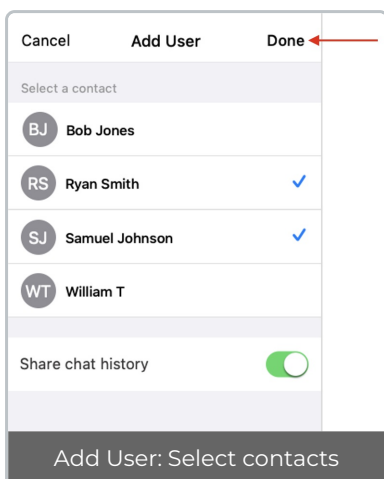 Cancel Add User Done
Select a contact
BJ Bob Jones
RS Ryan Smith
SJ Samuel Johnson
WT William T
Share chat history
Add User: Select contacts